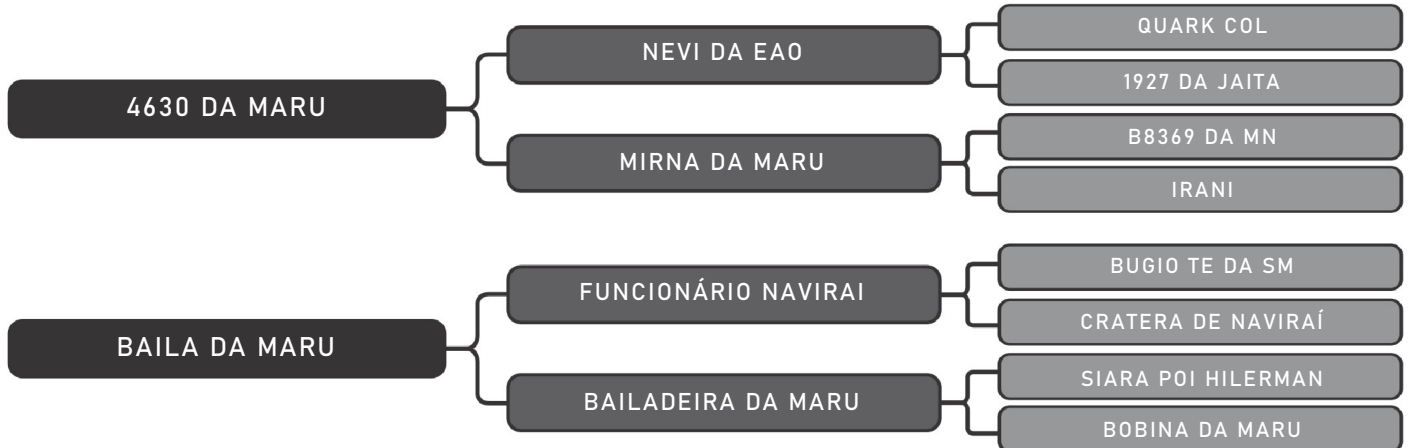 4630 DA MARU
NEVI DA EAO
QUARK COL
1927 DA JAITA
MIRNA DA MARU
B8369 DA MN
IRANI
BAILA DA MARU
FUNCIONÁRIO NAVIRAI
BUGIO TE DA SM
CRATERA DE NAVIRAÍ
BAILADEIRA DA MARU
SIARA POI HILERMAN
BOBINA DA MARU